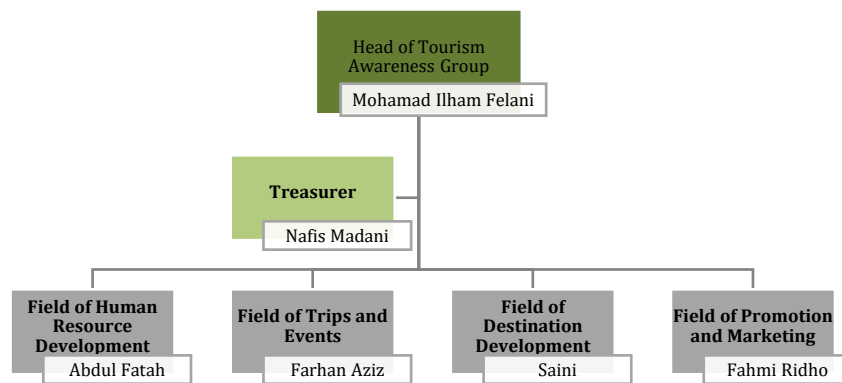 Head of Tourism
Awareness Group
Mohamad Ilham Felani
Treasurer
Nafis Madani
Field of Human
Resource
Development
Abdul Fatah
Field of Trips and
Events
Farhan Aziz
Field of
Destination
Development
Saini
Field of Promotion
and Marketing
Fahmi Ridho